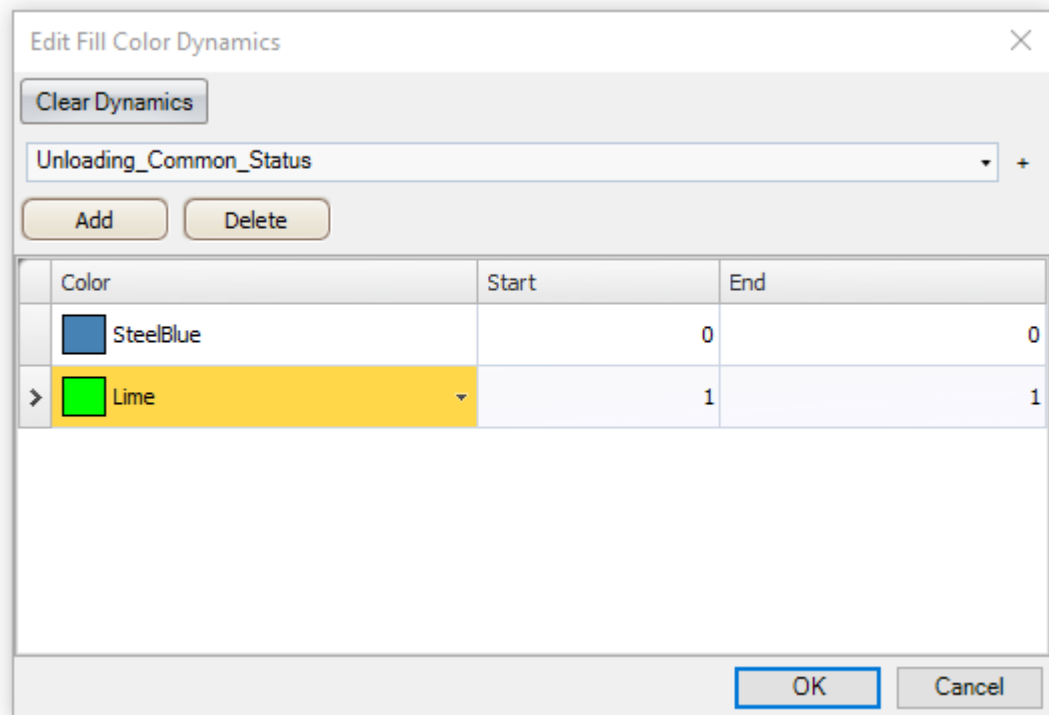 Edit Fill Color Dynamics
Clear Dynamics
Unloading_Common_Status +
Add Delete
Color Start End
SteelBlue 0 0
Lime 1 1
OK Cancel